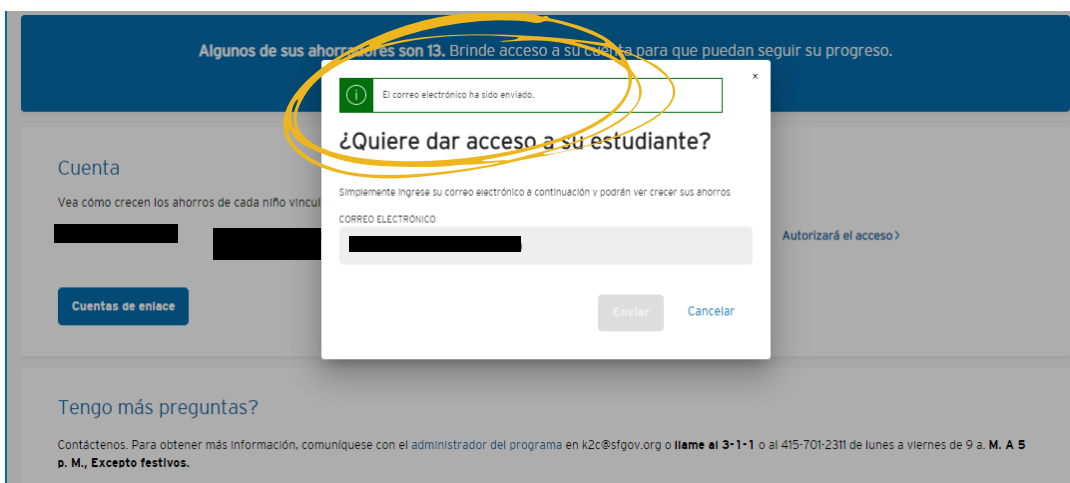 Algunos de sus ahorradores son 13. Brinde acceso a su cuenta para que puedan seguir su progreso.
×
El correo electrónico ha sido enviado.
¿Quiere dar acceso a su estudiante?
Simplemente ingrese su correo electrónico a continuación y podrán ver crecer sus ahorros
CORREO ELECTRÓNICO
Enviar
Cancelar
Cuenta
Vea cómo crecen los ahorros de cada niño vincul
Autorizará el acceso>
Cuentas de enlace
Tengo más preguntas?
Contáctenos. Para obtener más información, comuníquese con el administrador del programa en k2c@sfgov.org o llame al 3-1-1 o al 415-701-2311 de lunes a viernes de 9 a. M. A 5
p. M., Excepto festivos.